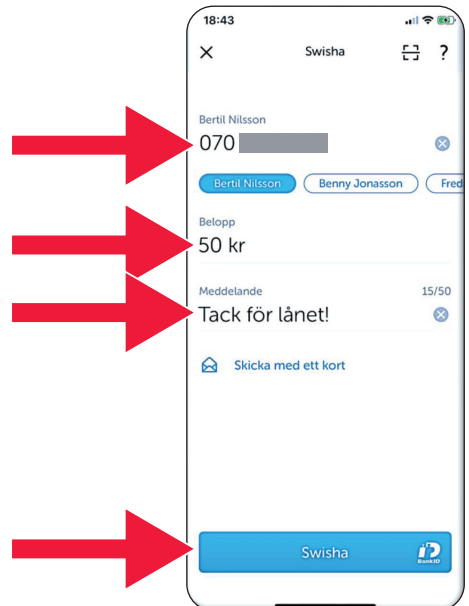 18:43
Swisha
?
Bertil Nilsson
070
Bertil Nilsson
Benny Jonasson
Fred
Belopp
50 kr
Meddelande
15/50
Tack för lånet!
Skicka med ett kort
Swisha
iD
BankID